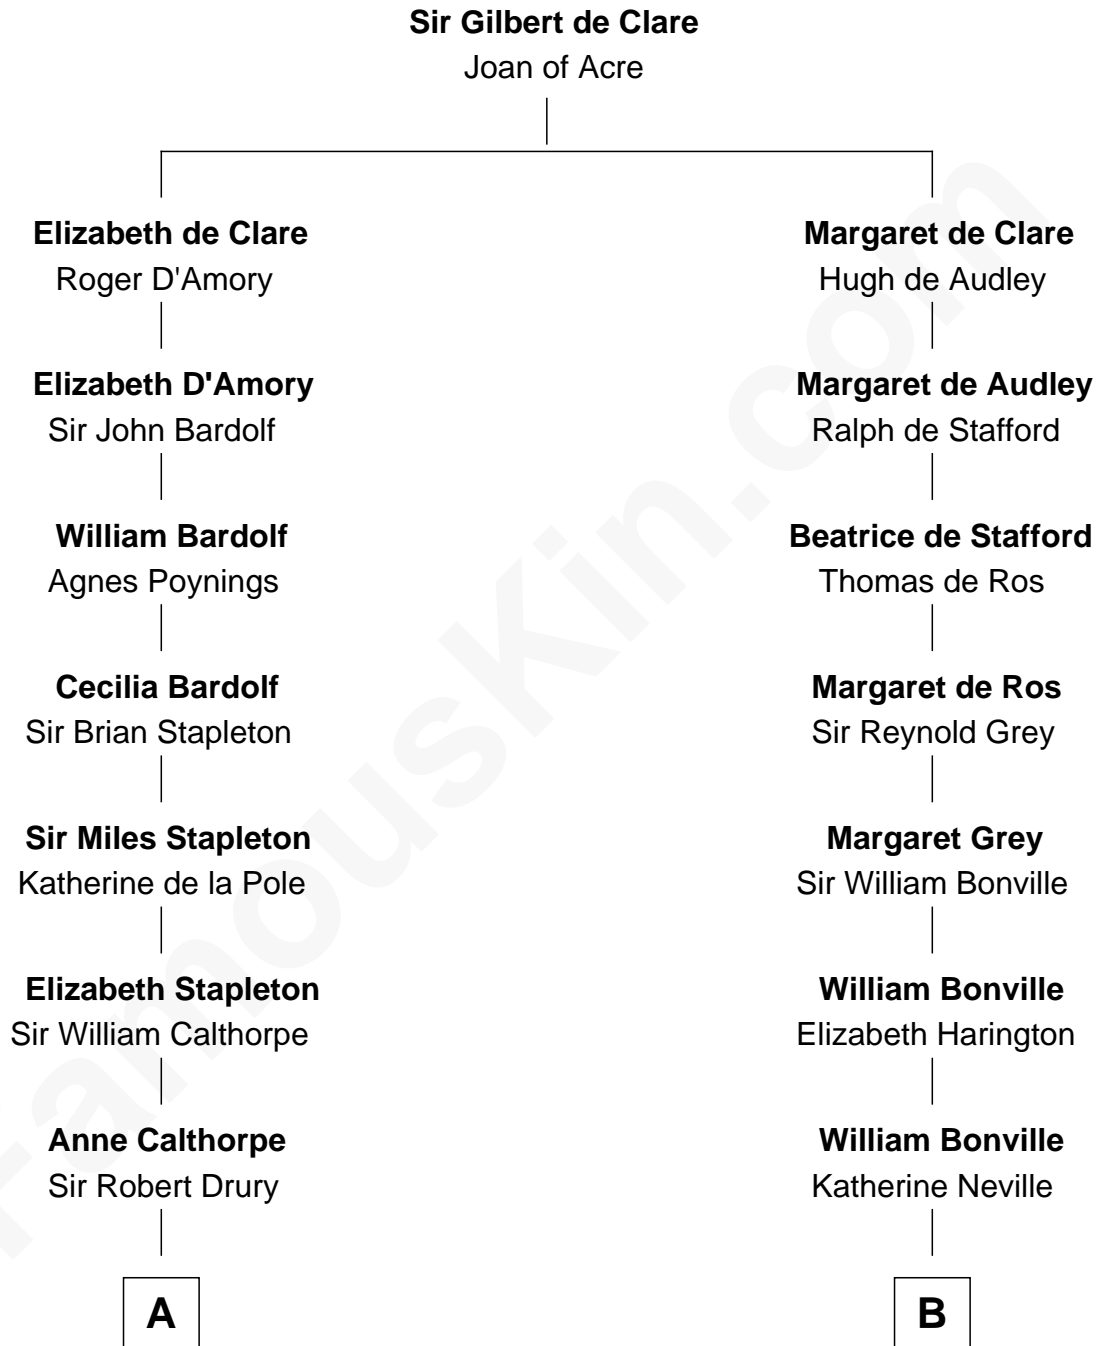 Sir Gilbert de Clare
Joan of Acre
Elizabeth de Clare
Roger D'Amory
Margaret de Clare
Hugh de Audley
Elizabeth D'Amory
Sir John Bardolf
Margaret de Audley
Ralph de Stafford
William Bardolf
Agnes Poynings
Beatrice de Stafford
Thomas de Ros
Cecilia Bardolf
Sir Brian Stapleton
Margaret de Ros
Sir Reynold Grey
Sir Miles Stapleton
Katherine de la Pole
Margaret Grey
Sir William Bonville
Elizabeth Stapleton
Sir William Calthorpe
William Bonville
Elizabeth Harington
Anne Calthorpe
Sir Robert Drury
William Bonville
Katherine Neville
A
B
FamousKin.com